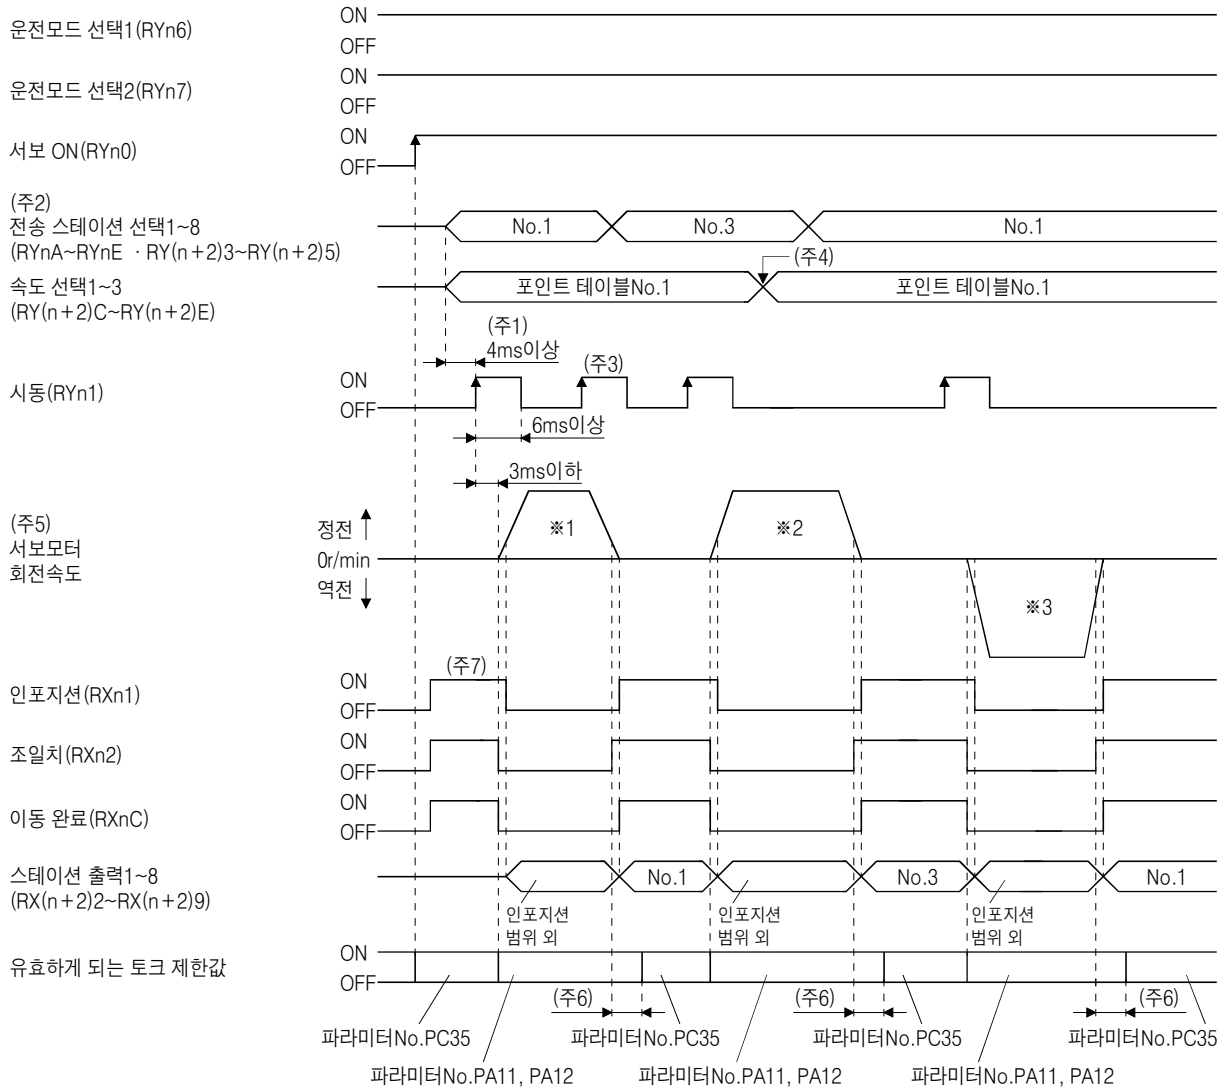 운전모드 선택1(RYn6)
ON
OFF
운전모드 선택2(RYn7)
ON
OFF
서보 ON(RYn0)
ON
OFF
(주2)
전송 스테이션 선택1~8
(RYnA~RYnE · RY(n+2)3~RY(n+2)5)
No.1
No.3
No.1
(주4)
속도 선택1~3
(RY(n+2)C~RY(n+2)E)
포인트 테이블No.1
포인트 테이블No.1
(주1)
4ms이상
(주3)
시동(RYn1)
ON
OFF
6ms이상
3ms이하
(주5)
서보모터
회전속도
정전
0r/min
역전
※1
※2
※3
(주7)
인포지션(RXn1)
ON
OFF
조일치(RXn2)
ON
OFF
이동 완료(RXnC)
ON
OFF
스테이션 출력1~8
(RX(n+2)2~RX(n+2)9)
No.1
No.3
No.1
인포지션
범위 외
인포지션
범위 외
인포지션
범위 외
유효하게 되는 토크 제한값
ON
OFF
(주6)
(주6)
(주6)
파라미터No.PC35
파라미터No.PC35
파라미터No.PC35
파라미터No.PC35
파라미터No.PA11, PA12
파라미터No.PA11, PA12
파라미터No.PA11, PA12